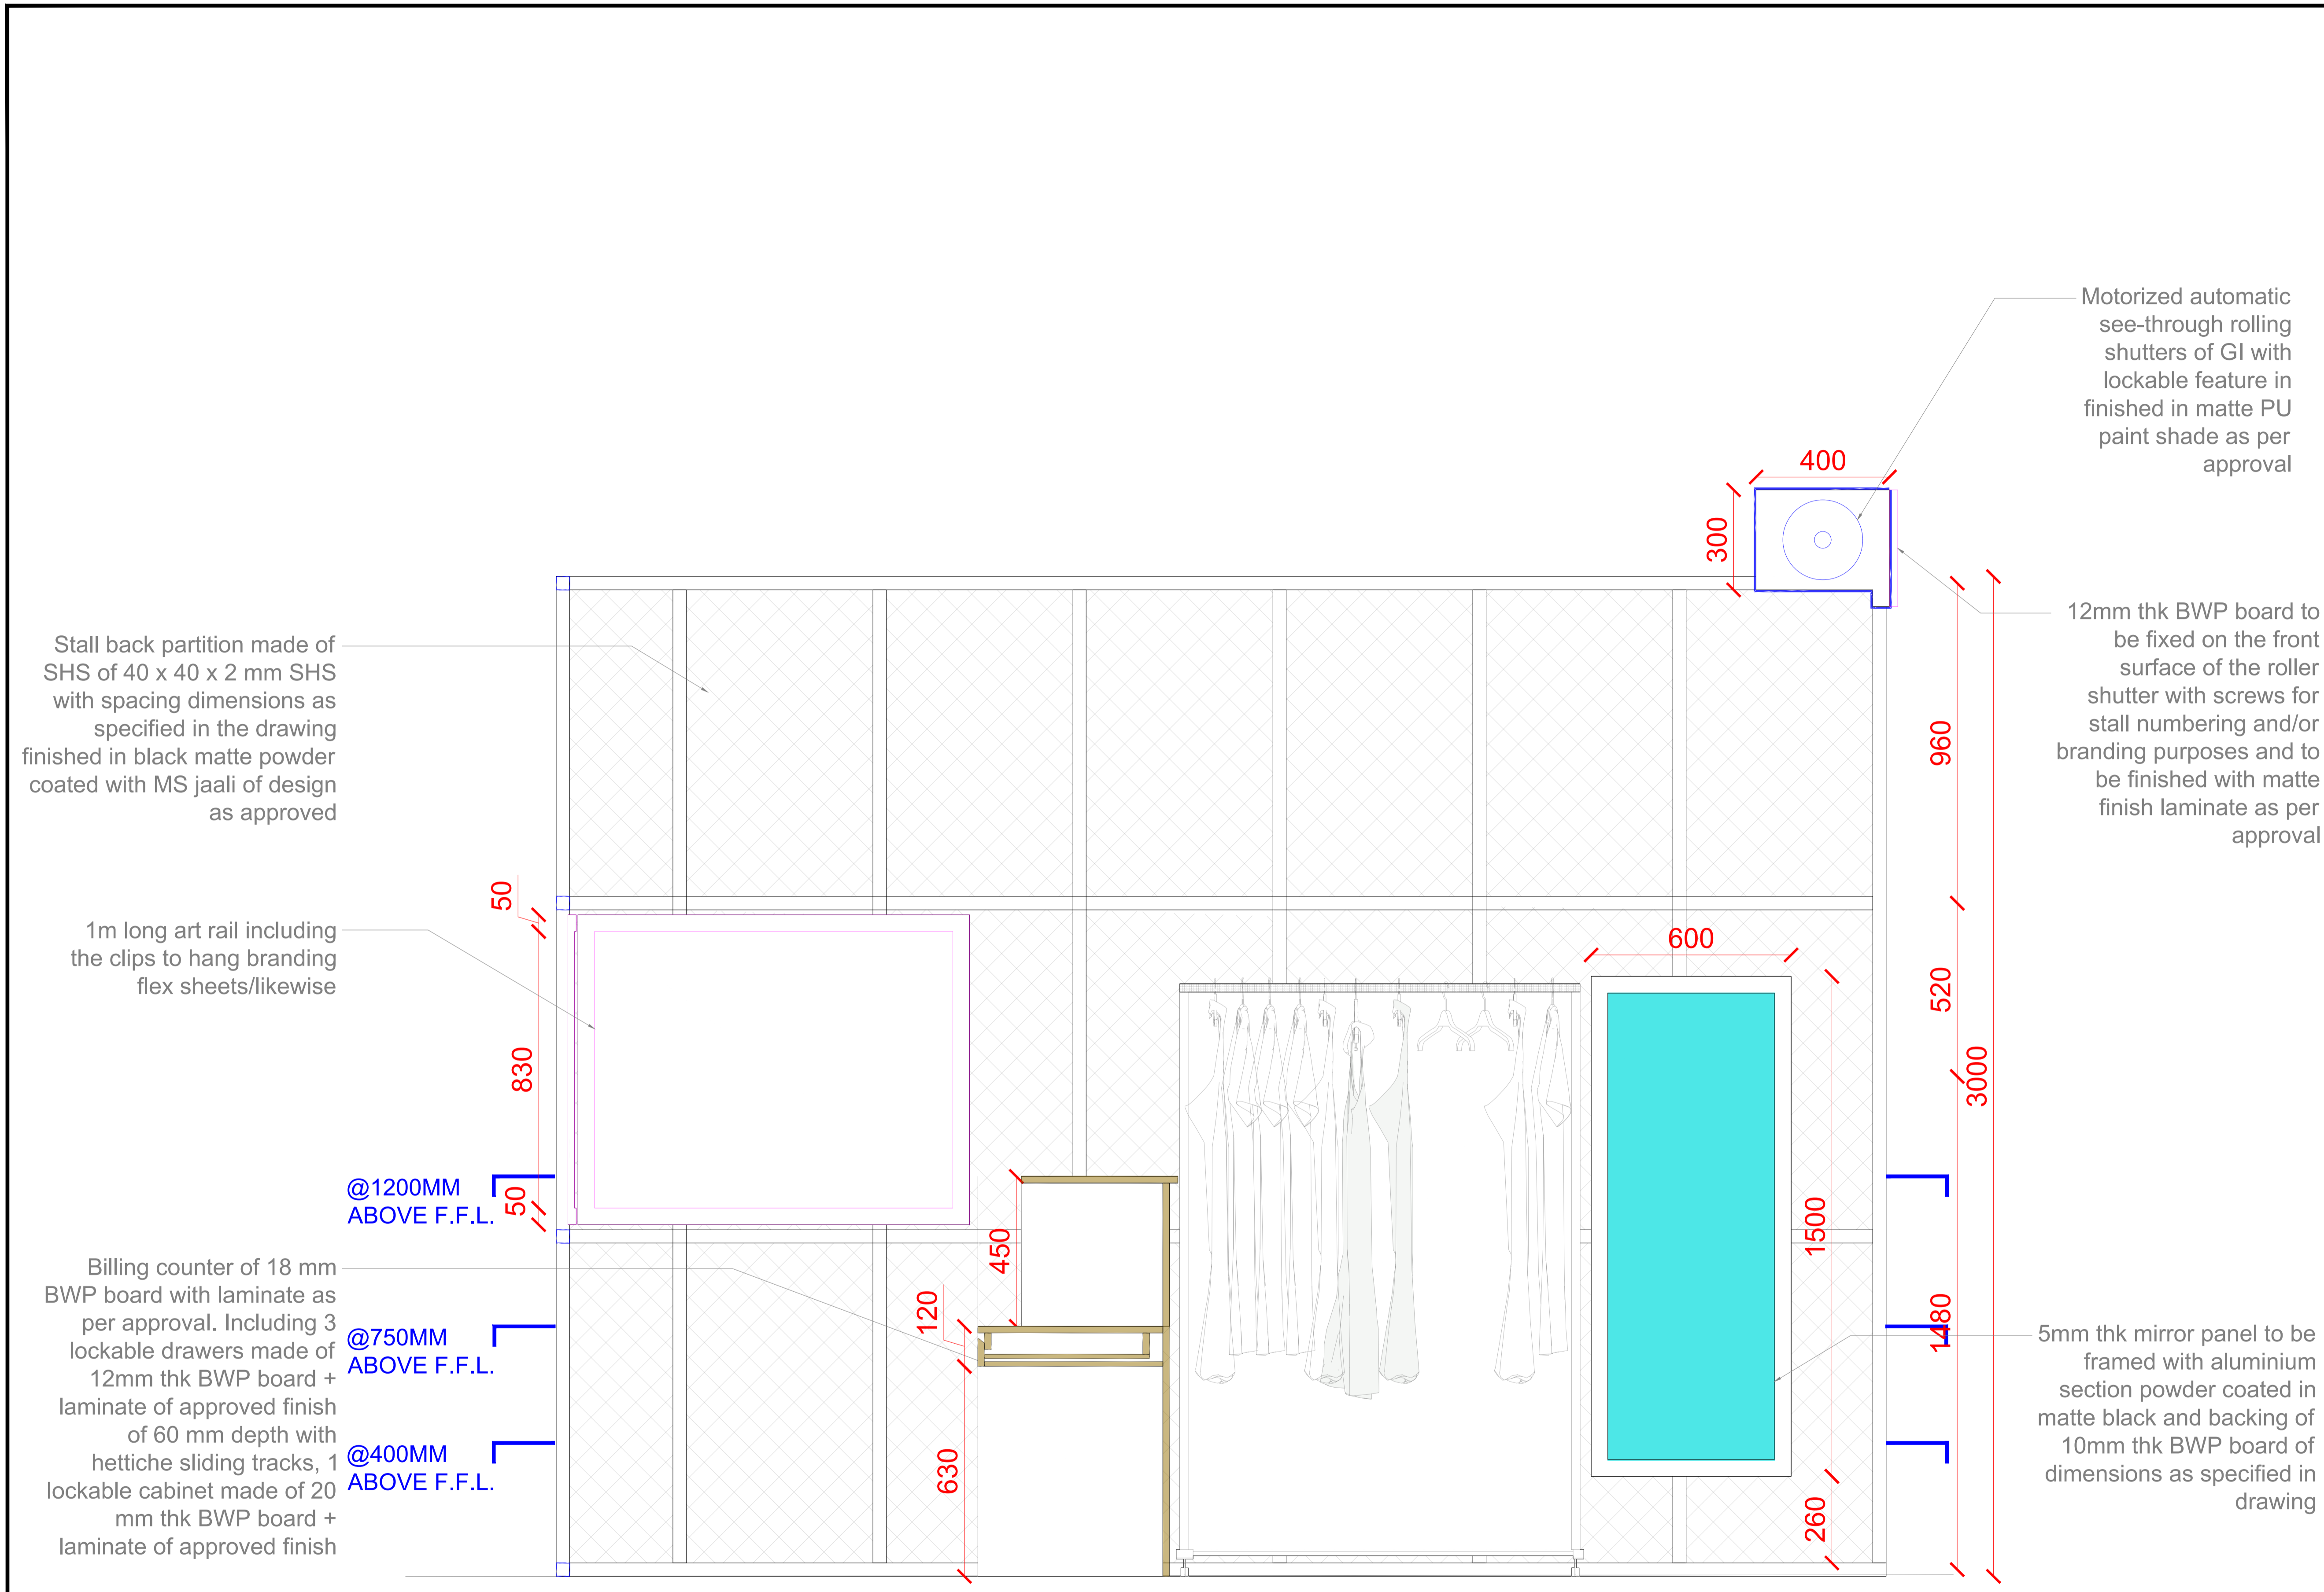 Motorized automatic
see-through rolling
shutters of GI with
lockable feature in
finished in matte PU
paint shade as per
approval
400
300
12mm thk BWP board to
be fixed on the front
surface of the roller
shutter with screws for
stall numbering and/or
branding purposes and to
be finished with matte
finish laminate as per
approval
Stall back partition made of
SHS of 40 x 40 x 2 mm SHS
with spacing dimensions as
specified in the drawing
finished in black matte powder
coated with MS jaali of design
as approved
960
50
1m long art rail including
the clips to hang branding
flex sheets/likewise
600
520
830
3000
@1200MM
ABOVE F.F.L.
50
450
1500
Billing counter of 18 mm
BWP board with laminate as
per approval. Including 3
lockable drawers made of
12mm thk BWP board +
laminate of approved finish
of 60 mm depth with
hettiche sliding tracks, 1
lockable cabinet made of 20
mm thk BWP board +
laminate of approved finish
@750MM
ABOVE F.F.L.
@400MM
ABOVE F.F.L.
120
630
1480
260
5mm thk mirror panel to be
framed with aluminium
section powder coated in
matte black and backing of
10mm thk BWP board of
dimensions as specified in
drawing